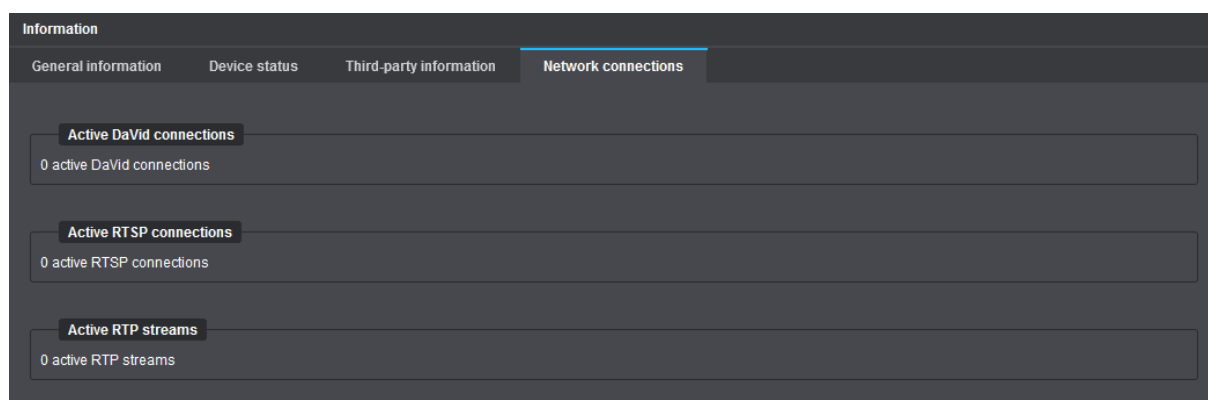 Information
General information Device status Third-party information Network connections
Active DaVid connections
0 active DaVid connections
Active RTSP connections
0 active RTSP connections
Active RTP streams
0 active RTP streams